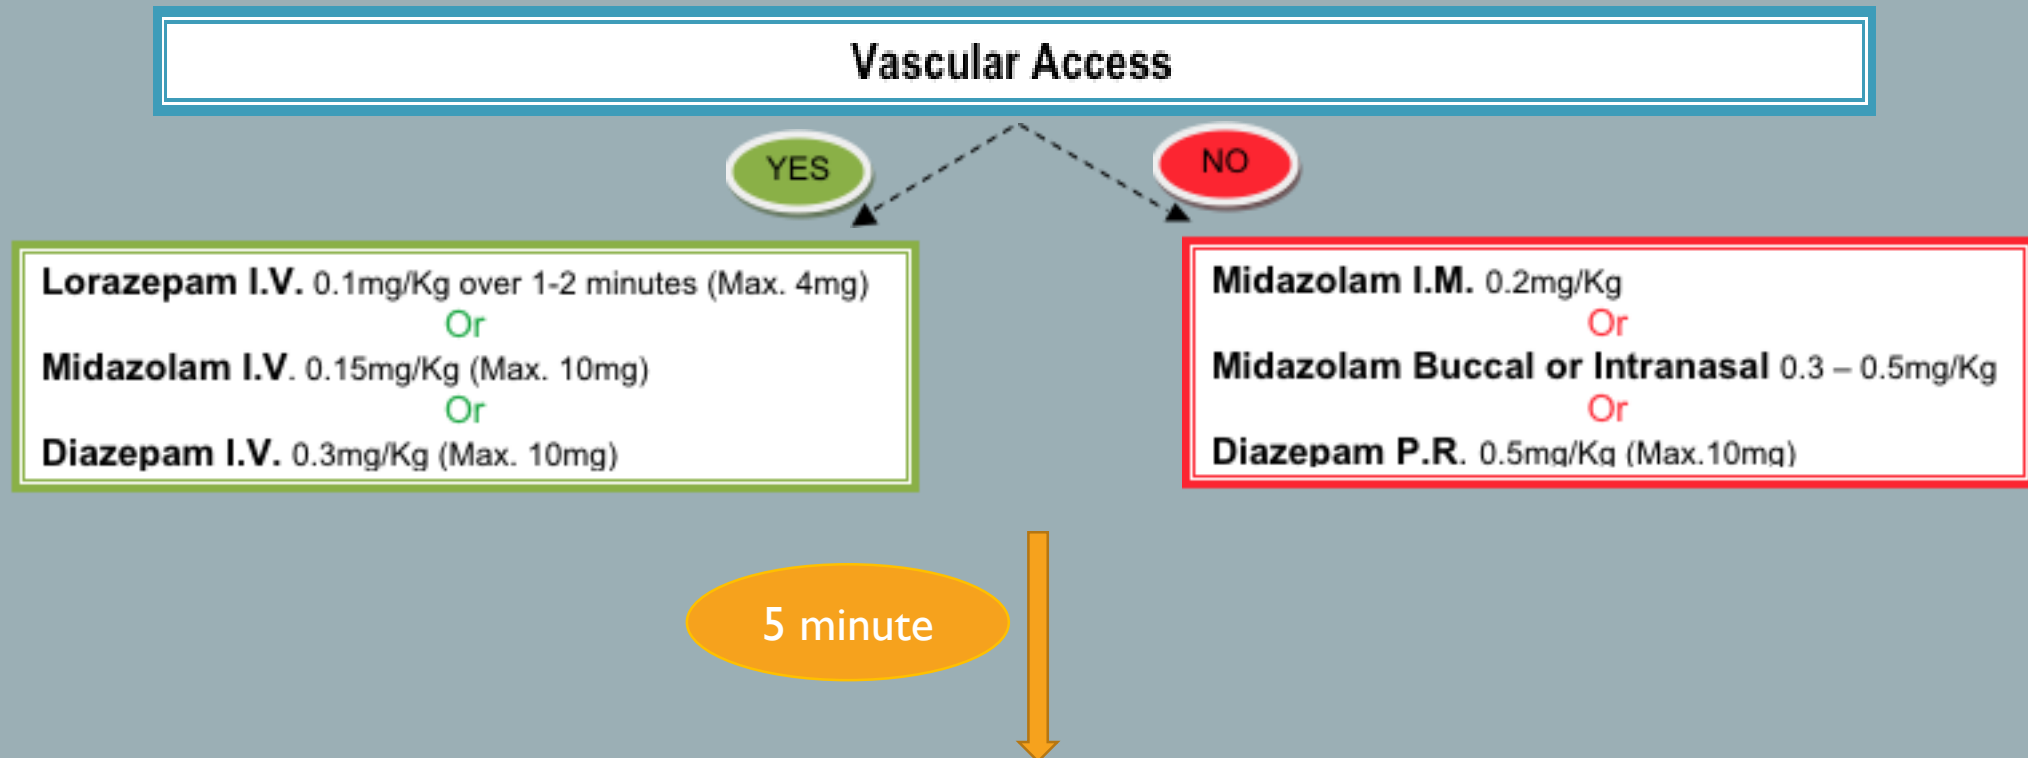 Vascular Access
YES
NO
Lorazepam I.V. 0.1mg/Kg over 1-2 minutes (Max. 4mg)
Or
Midazolam I.V. 0.15mg/Kg (Max. 10mg)
Or
Diazepam I.V. 0.3mg/Kg (Max. 10mg)
Midazolam I.M. 0.2mg/Kg
Or
Midazolam Buccal or Intranasal 0.3 – 0.5mg/Kg
Or
Diazepam P.R. 0.5mg/Kg (Max.10mg)
5 minute